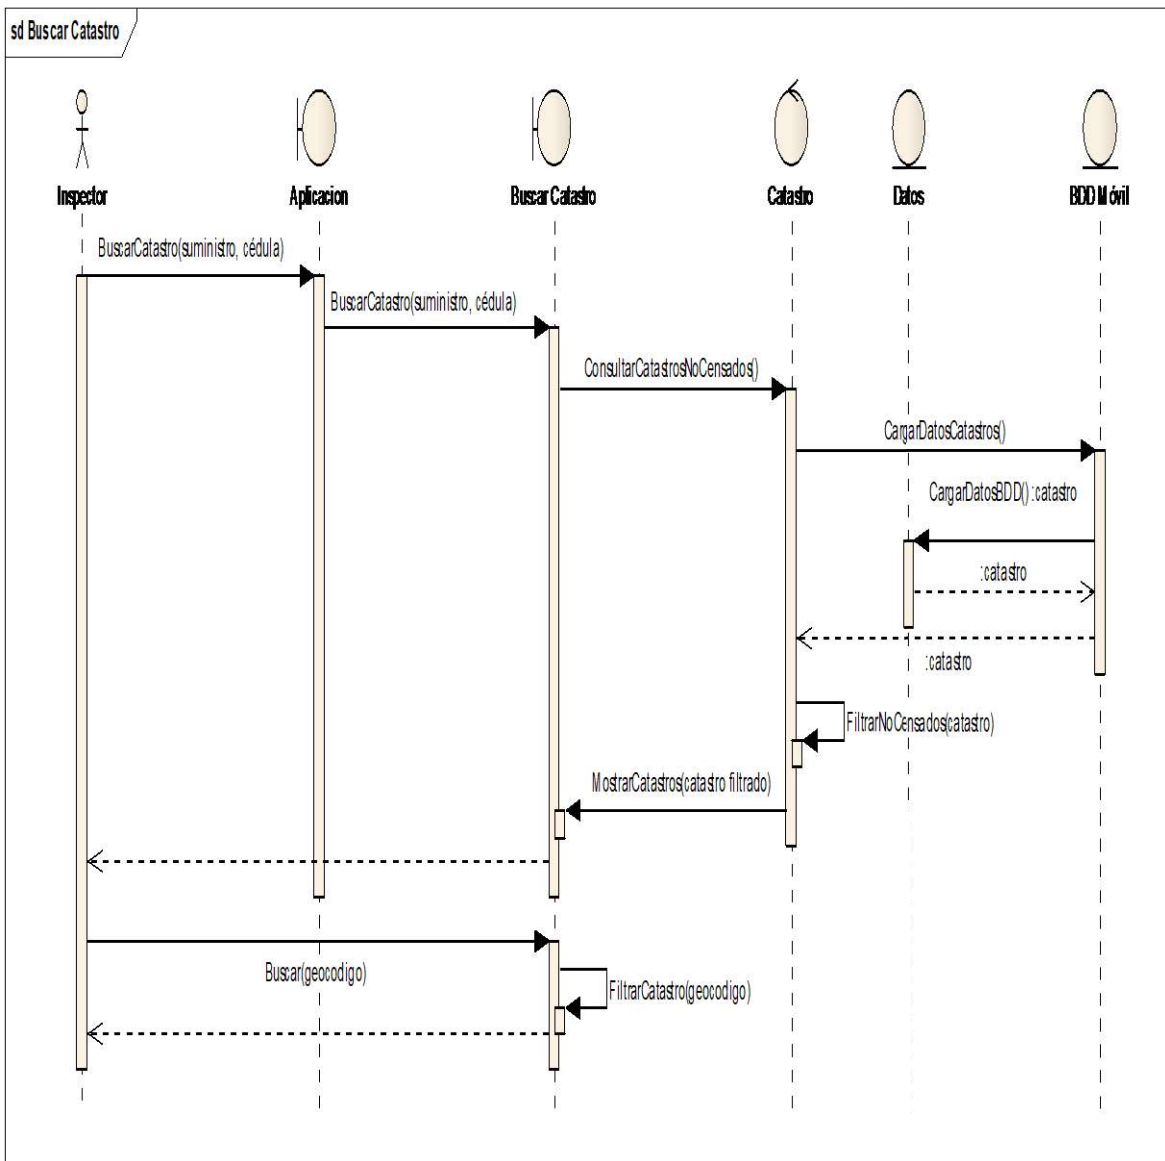 sd Buscar Catastro
Inspector
Aplicacion
Buscar Catastro
Catastro
Datos
BDD Móvil
BuscarCatastro(suministro, cédula)
BuscarCatastro(suministro, cédula)
ConsultarCatastrosNoCensados()
CargarDatosCatastros()
CargarDatosBDD() :catastro
:catastro
:catastro
FiltrarNoCensados(catastro)
MostrarCatastros(catastro filtrado)
Buscar(geocodigo)
FiltrarCatastro(geocodigo)